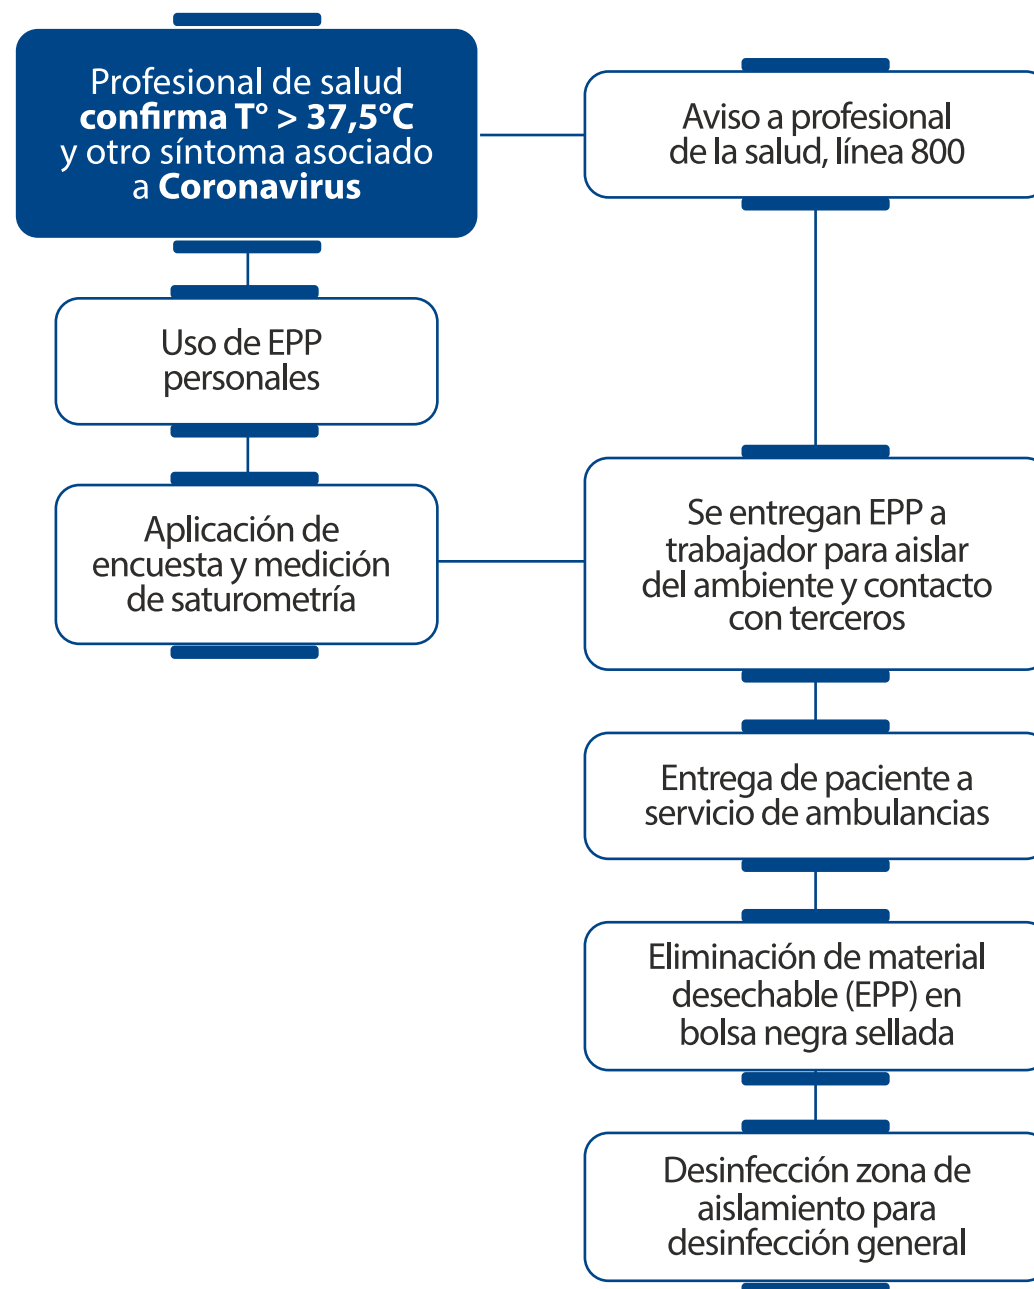 Profesional de salud
confirma T° > 37,5°C
y otro síntoma asociado
a Coronavirus
Aviso a profesional
de la salud, línea 800
Uso de EPP
personales
Aplicación de
encuesta y medición
de saturometría
Se entregan EPP a
trabajador para aislar
del ambiente y contacto
con terceros
Entrega de paciente a
servicio de ambulancias
Eliminación de material
desechable (EPP) en
bolsa negra sellada
Desinfección zona de
aislamiento para
desinfección general